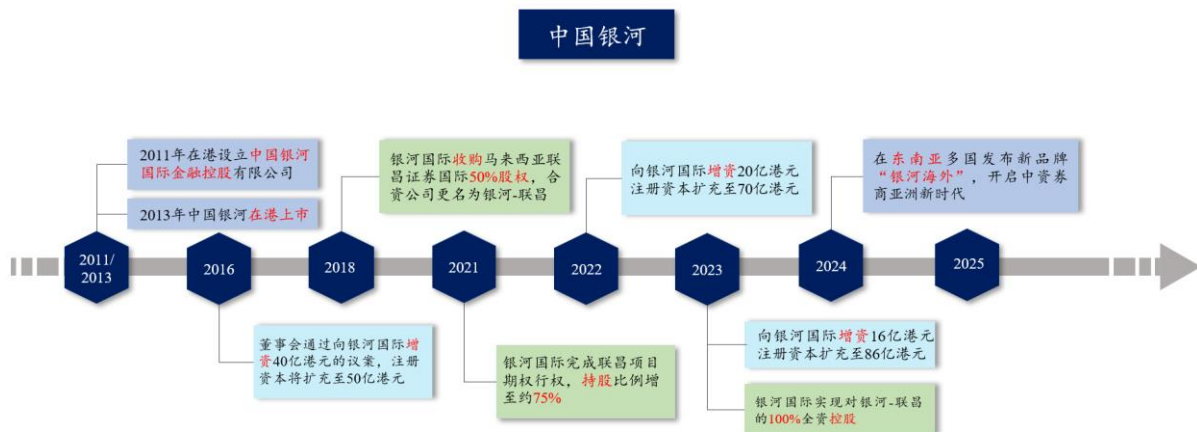 中国银河
2011年在港设立中国银河
国际金融控股有限公司
2013年中国银河在港上市
银河国际收购马来西亚联
昌证券国际50%股权，合
资公司更名为银河-联昌
向银河国际增资20亿港元
注册资本扩充至70亿港元
在东南亚多国发布新品牌
“银河海外”，开启中资券
商亚洲新时代
2011/
2013
2016
2018
2021
2022
2023
2024
2025
董事会通过向银河国际增
资40亿港元的议案，注册
资本将扩充至50亿港元
银河国际完成联昌项目
期权行权，持股比例增
至约75%
向银河国际增资16亿港元
注册资本扩充至86亿港元
银河国际实现对银河-联昌
的100%全资控股